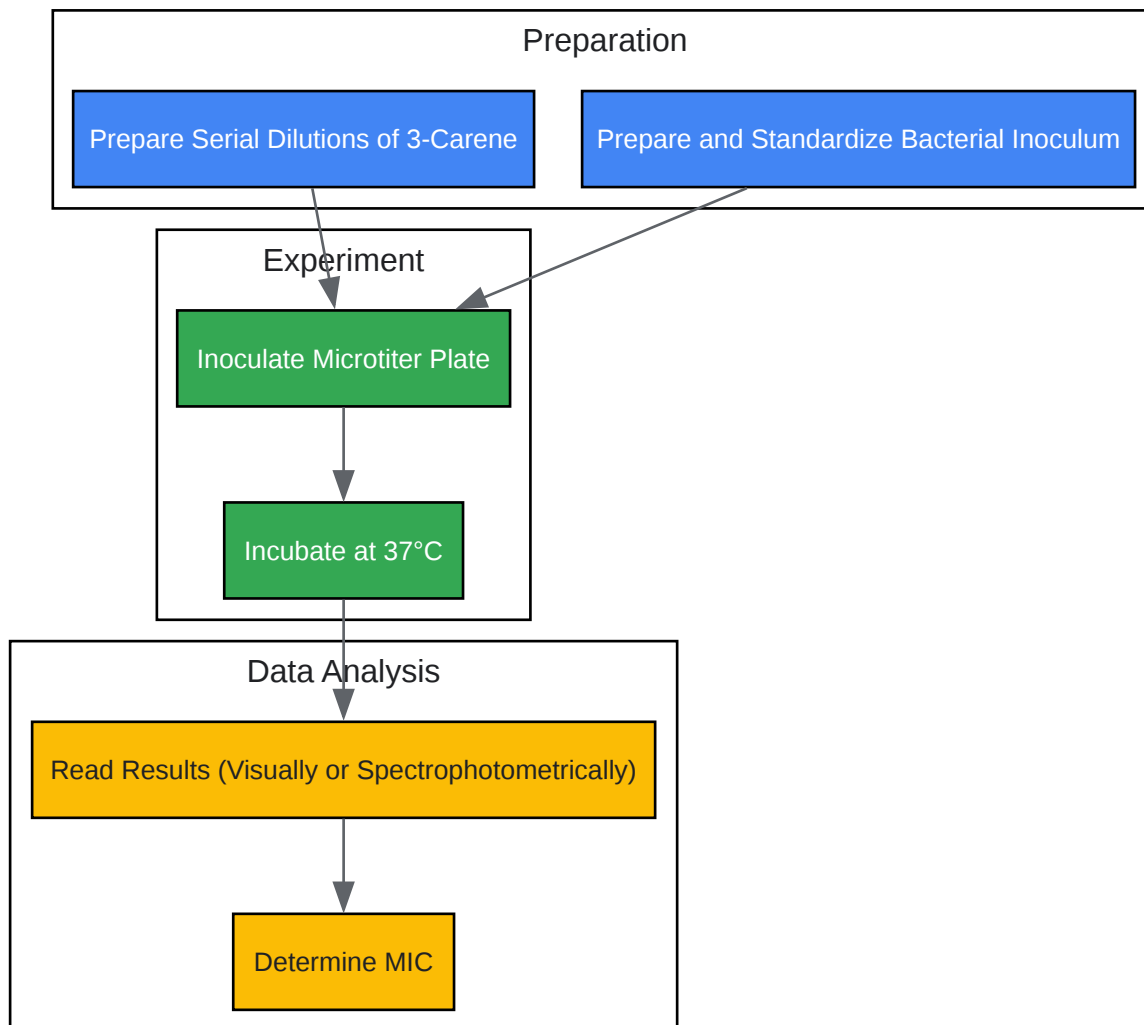 Preparation
Prepare Serial Dilutions of 3-Carene
Prepare and Standardize Bacterial Inoculum
Experiment
Inoculate Microtiter Plate
Incubate at 37°C
Data Analysis
Read Results (Visually or Spectrophotometrically)
Determine MIC